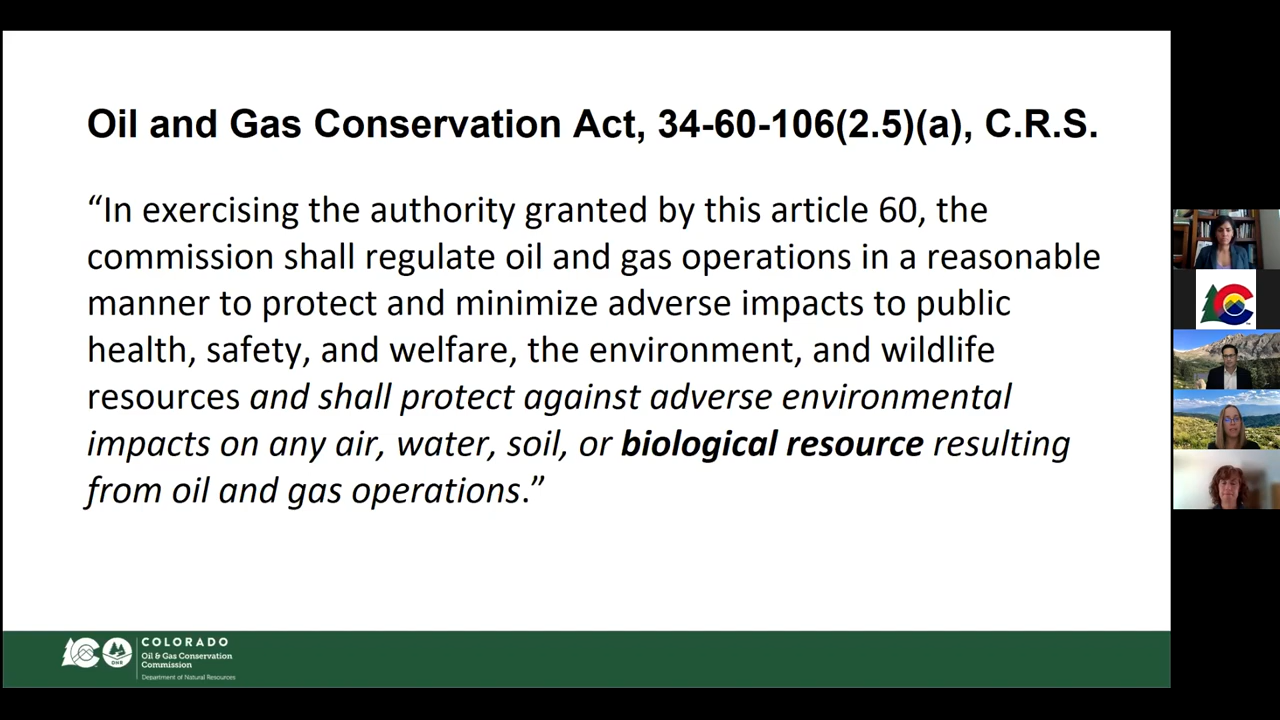 Oil and Gas Conservation Act, 34-60-106(2.5)(a), C.R.S.
“In exercising the authority granted by this article 60, the
commission shall regulate oil and gas operations in a reasonable
manner to protect and minimize adverse impacts to public
health, safety, and welfare, the environment, and wildlife
resources and shall protect against adverse environmental
impacts on any air, water, soil, or biological resource resulting
from oil and gas operations.”
COLORADO
Oil & Gas Conservation
Commission
Department of Natural Resources
DNR